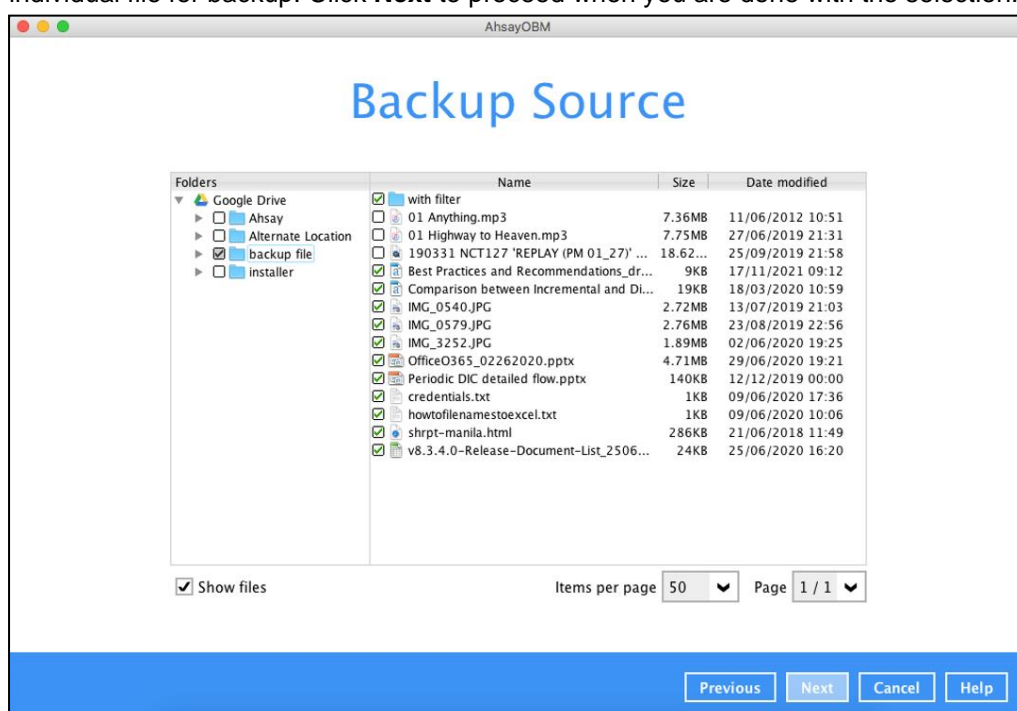 individual file for backup. Click Next to proceed when you are done with the selection.
AhsayOBM
Backup Source
Folders Name Size Date modified
Google Drive with filter
Ahsay 01 Anything.mp3 7.36MB 11/06/2012 10:51
Alternate Location 01 Highway to Heaven.mp3 7.75MB 27/06/2019 21:31
backup file 190331 NCT127 'REPLAY (PM 01_27)' ... 18.62... 25/09/2019 21:58
installer Best Practices and Recommendations_dr... 9KB 17/11/2021 09:12
Comparison between Incremental and Di... 19KB 18/03/2020 10:59
IMG_0540.JPG 2.72MB 13/07/2019 21:03
IMG_0579.JPG 2.76MB 23/08/2019 22:56
IMG_3252.JPG 1.89MB 02/06/2020 19:25
OfficeO365_02262020.pptx 4.71MB 29/06/2020 19:21
Periodic DIC detailed flow.pptx 140KB 12/12/2019 00:00
credentials.txt 1KB 09/06/2020 17:36
howtofilenamestoexcel.txt 1KB 09/06/2020 10:06
shrpt-manila.html 286KB 21/06/2018 11:49
v8.3.4.0-Release-Document-List_2506... 24KB 25/06/2020 16:20
Show files Items per page 50 Page 1 / 1
Previous Next Cancel Help